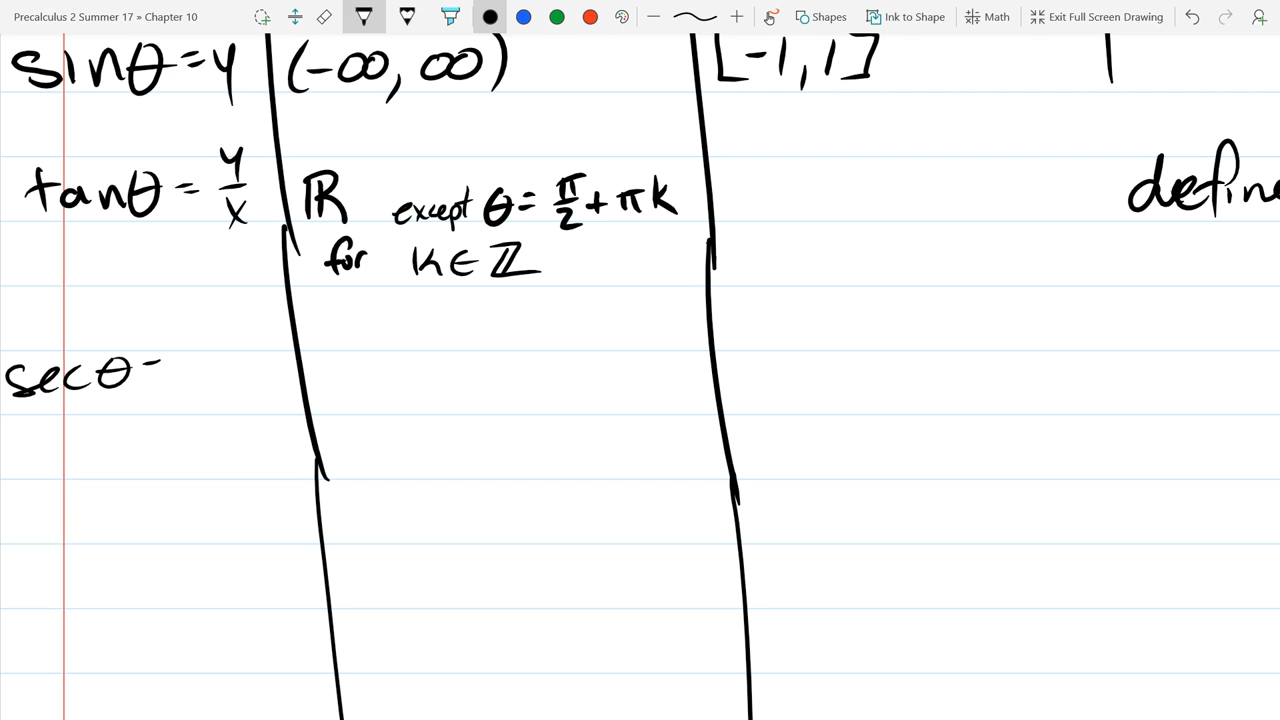 Precalculus 2 Summer 17 » Chapter 10
Shapes Ink to Shape Math Exit Full Screen Drawing
sinθ=y (-∞, ∞) [-1, 1]
tanθ = y/x ℝ except θ = π/2 + πk
for k ∈ ℤ
define
secθ =